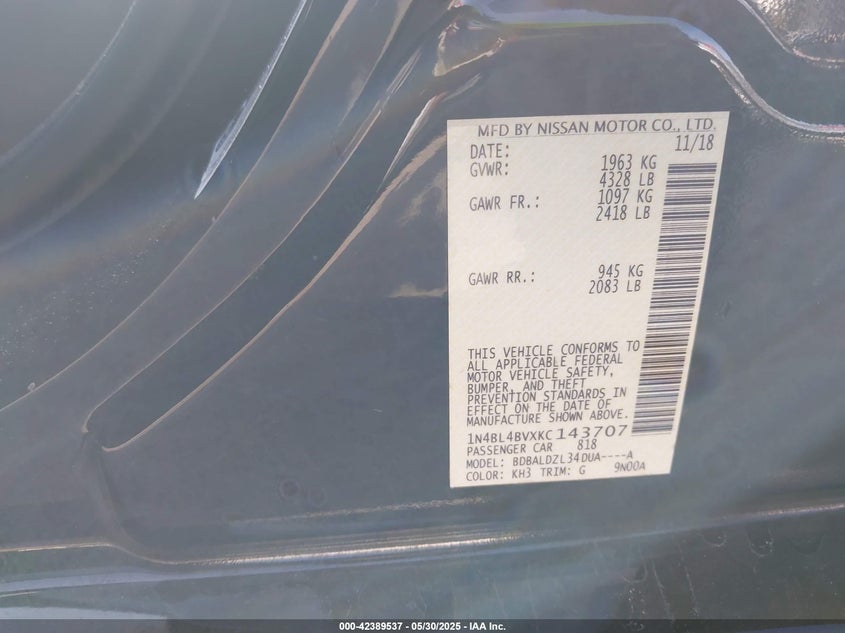 MFD BY NISSAN MOTOR CO., LTD.
DATE: 11/18
GVWR: 1963 KG
4328 LB
GAWR FR.: 1097 KG
2418 LB
GAWR RR.: 945 KG
2083 LB
THIS VEHICLE CONFORMS TO
ALL APPLICABLE FEDERAL
MOTOR VEHICLE SAFETY,
BUMPER, AND THEFT
PREVENTION STANDARDS IN
EFFECT ON THE DATE OF
MANUFACTURE SHOWN ABOVE.
1N4BL4BVXKC143707
PASSENGER CAR 818
MODEL: BDBALDZL34DUA----A
COLOR: KH3 TRIM: G 9N00A
000-42389537 - 05/30/2025 - IAA Inc.